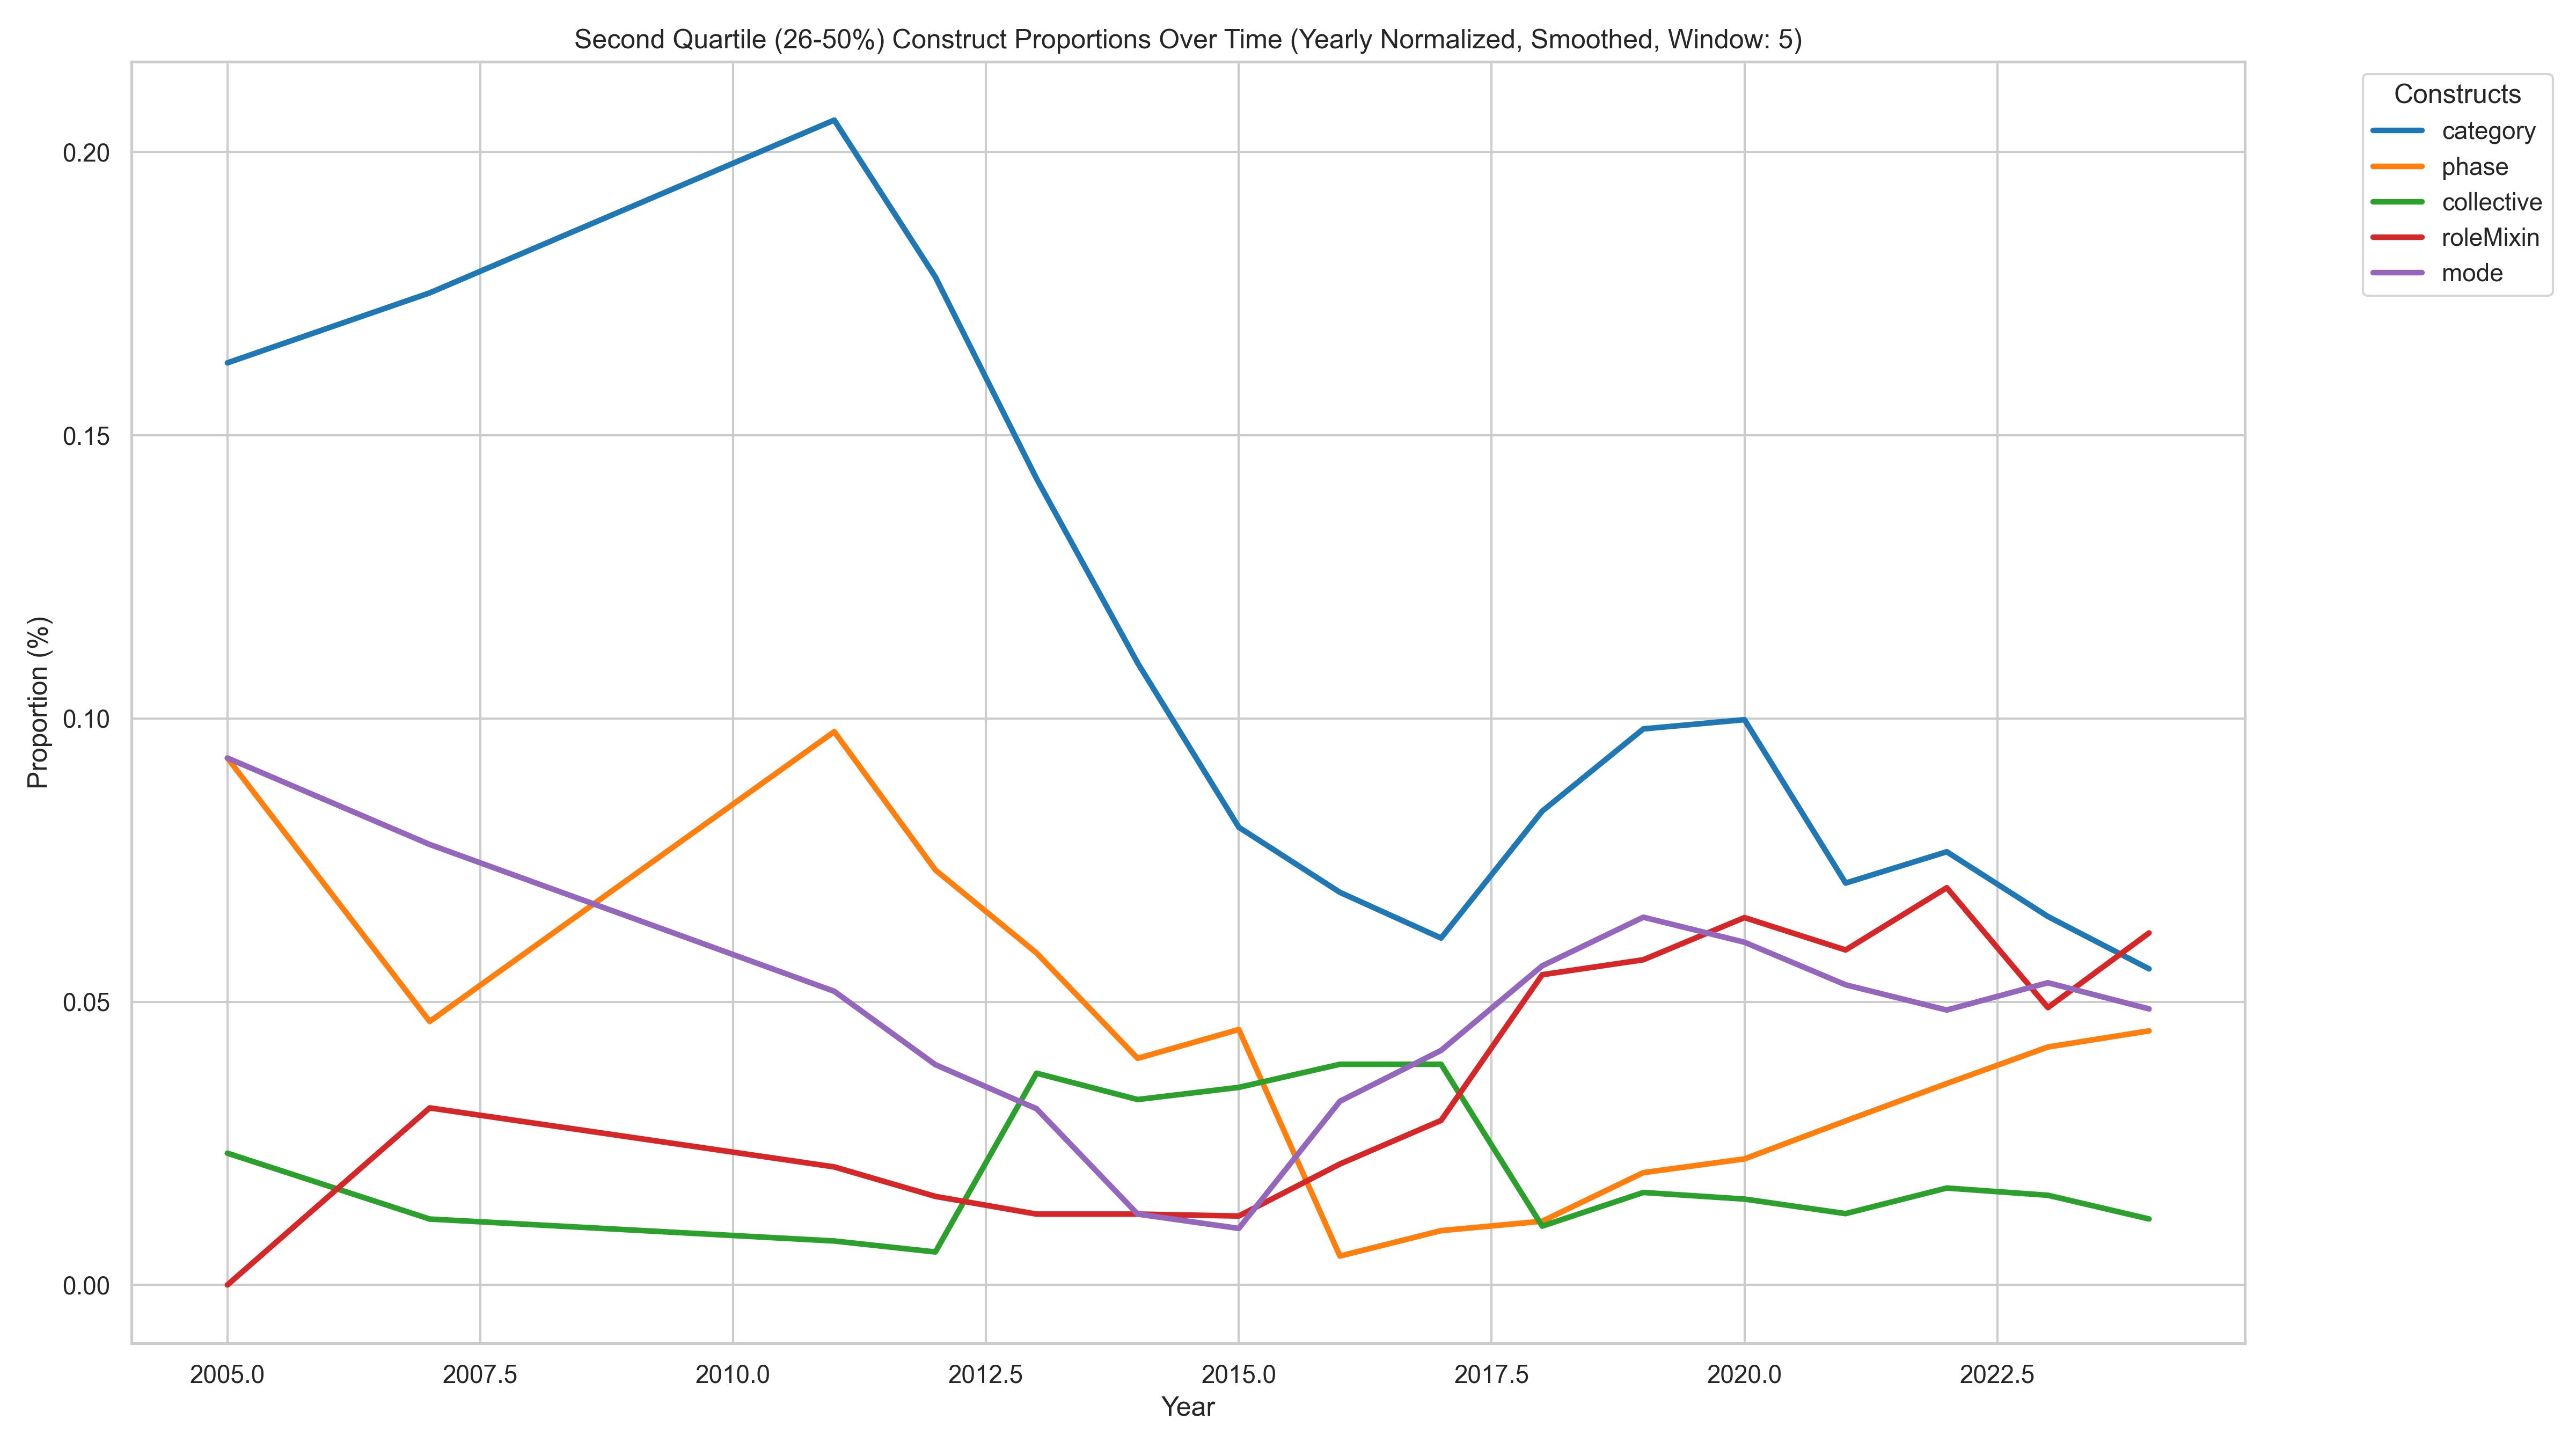 Second Quartile (26-50%) Construct Proportions Over Time (Yearly Normalized, Smoothed, Window: 5)
Constructs
category
phase
collective
roleMixin
mode
Proportion (%)
0.20
0.15
0.10
0.05
0.00
2005.0 2007.5 2010.0 2012.5 2015.0 2017.5 2020.0 2022.5
Year